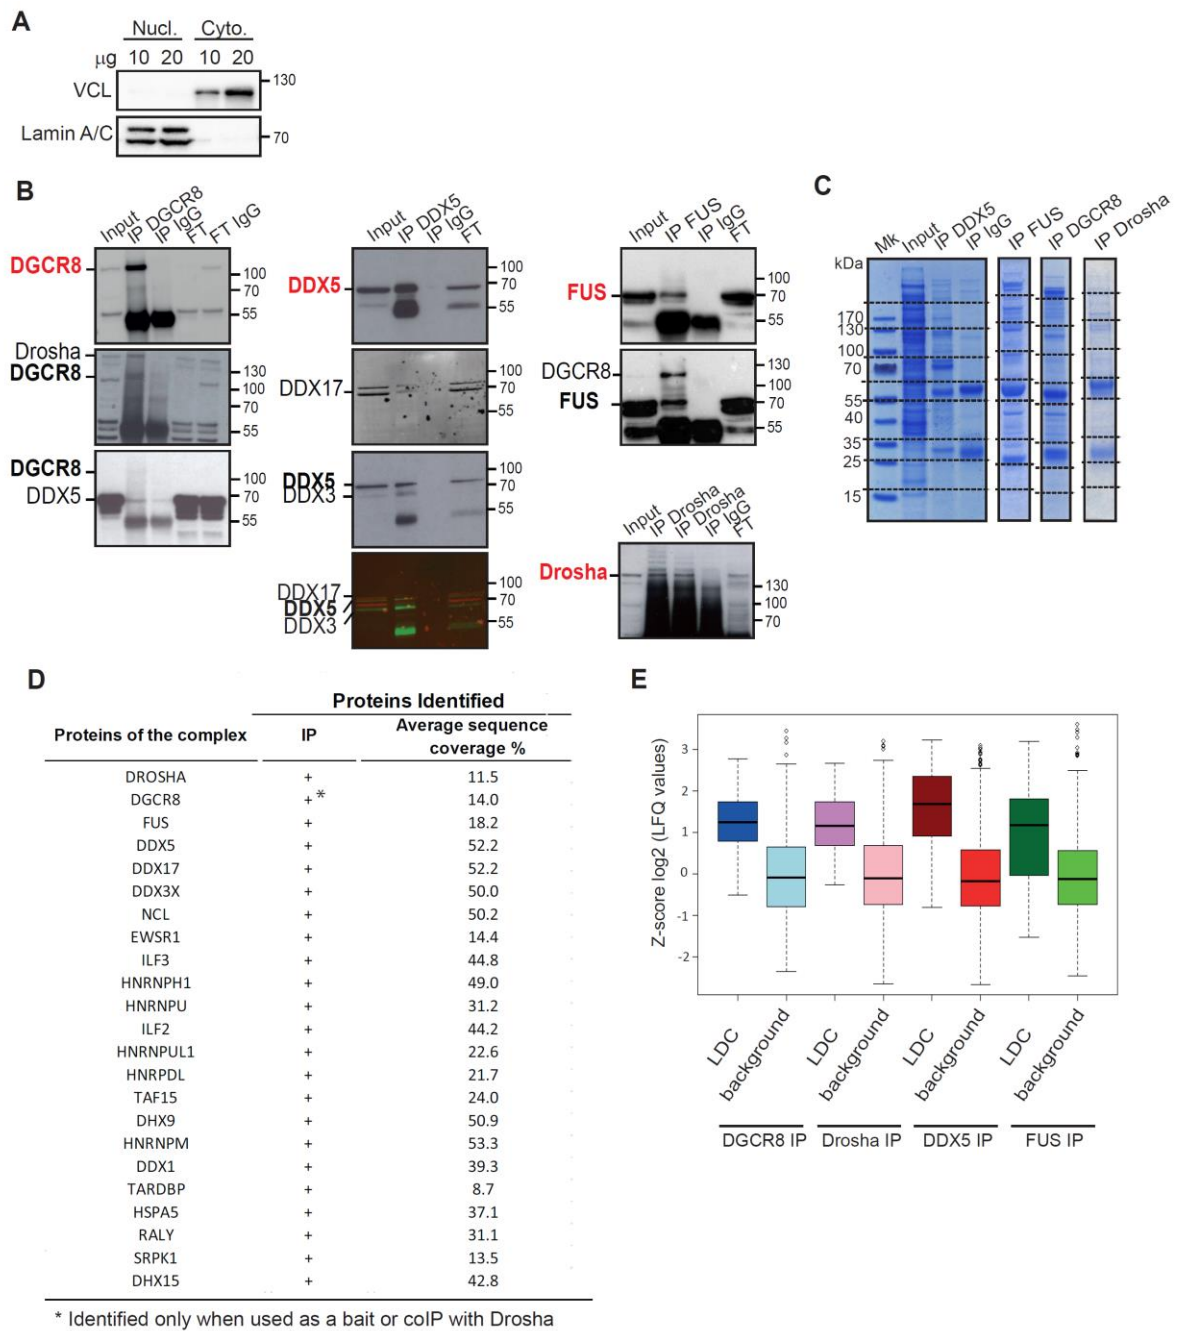 A
Nucl. Cyto.
µg 10 20 10 20
VCL
130
Lamin A/C
70
B
Input IP DGCR8 IP IgG FT FT IgG
DGCR8
100
70
55
Drosha
DGCR8
130
100
70
55
DGCR8
DDX5
100
70
55
Input IP DDX5 IP IgG FT
DDX5
100
70
55
DDX17
100
70
55
DDX5
DDX3
100
70
55
DDX17
DDX5
DDX3
100
70
55
Input IP FUS IP IgG FT
FUS
100
70
55
DGCR8
FUS
130
100
70
55
Input IP Drosha IP Drosha IP IgG FT
Drosha
130
100
70
C
Mk Input IP DDX5 IP IgG IP FUS IP DGCR8 IP Drosha
kDa
170
130
100
70
55
40
35
25
15
D
Proteins Identified
Proteins of the complex IP Average sequence coverage %
DROSHA + 11.5
DGCR8 +* 14.0
FUS + 18.2
DDX5 + 52.2
DDX17 + 52.2
DDX3X + 50.0
NCL + 50.2
EWSR1 + 14.4
ILF3 + 44.8
HNRNPH1 + 49.0
HNRNPU + 31.2
ILF2 + 44.2
HNRNPUL1 + 22.6
HNRPDL + 21.7
TAF15 + 24.0
DHX9 + 50.9
HNRNPM + 53.3
DDX1 + 39.3
TARDBP + 8.7
HSPA5 + 37.1
RALY + 31.1
SRPK1 + 13.5
DHX15 + 42.8
* Identified only when used as a bait or coIP with Drosha
E
Z-score log2 (LFQ values)
3
2
1
0
-1
-2
LDC background LDC background LDC background LDC background
DGCR8 IP Drosha IP DDX5 IP FUS IP